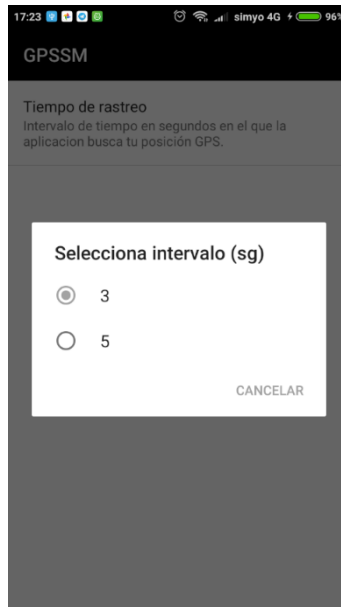 17:23 simyo 4G 96%
GPSSM
Tiempo de rastreo
Intervalo de tiempo en segundos en el que la
aplicacion busca tu posición GPS.
Selecciona intervalo (sg)
3
5
CANCELAR